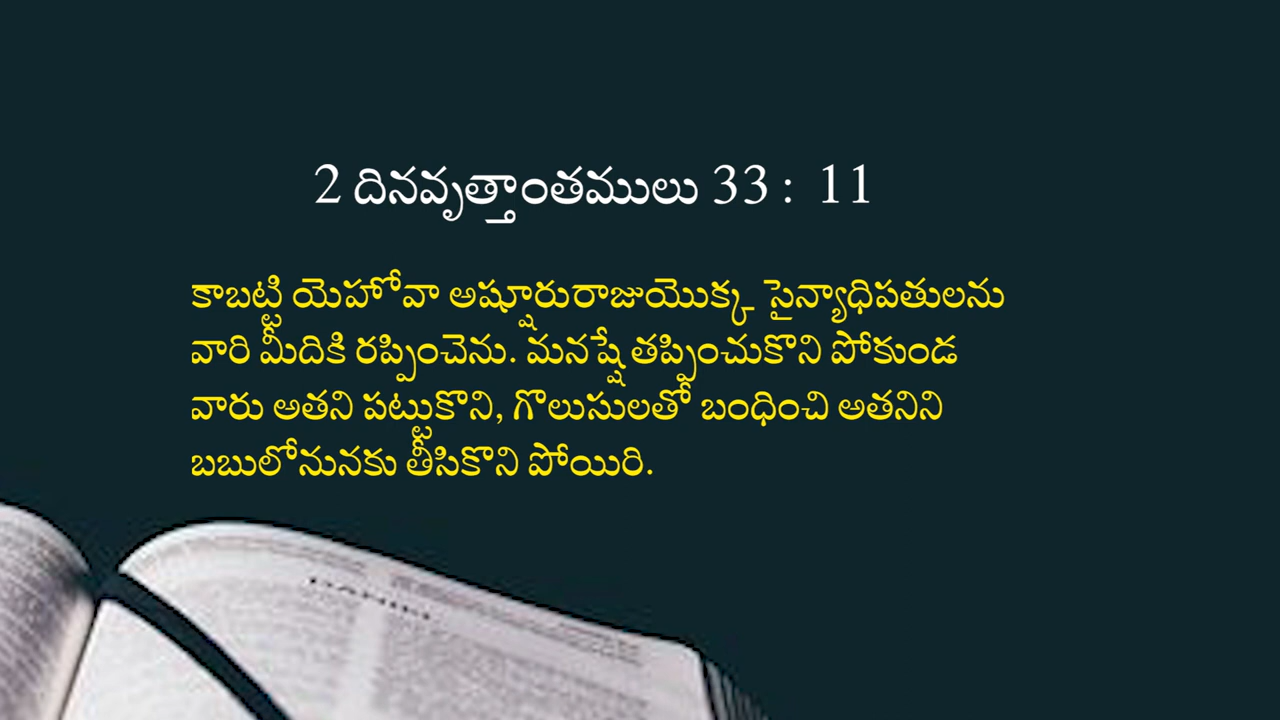 2 దినవృత్తాంతములు 33 : 11
కాబట్టి యెహోవా అష్షూరురాజుయొక్క సైన్యాధిపతులను
వారి మీదికి రప్పించెను. మనష్షే తప్పించుకొని పోకుండ
వారు అతని పట్టుకొని, గొలుసులతో బంధించి అతనిని
బబులోనునకు తీసికొని పోయిరి.